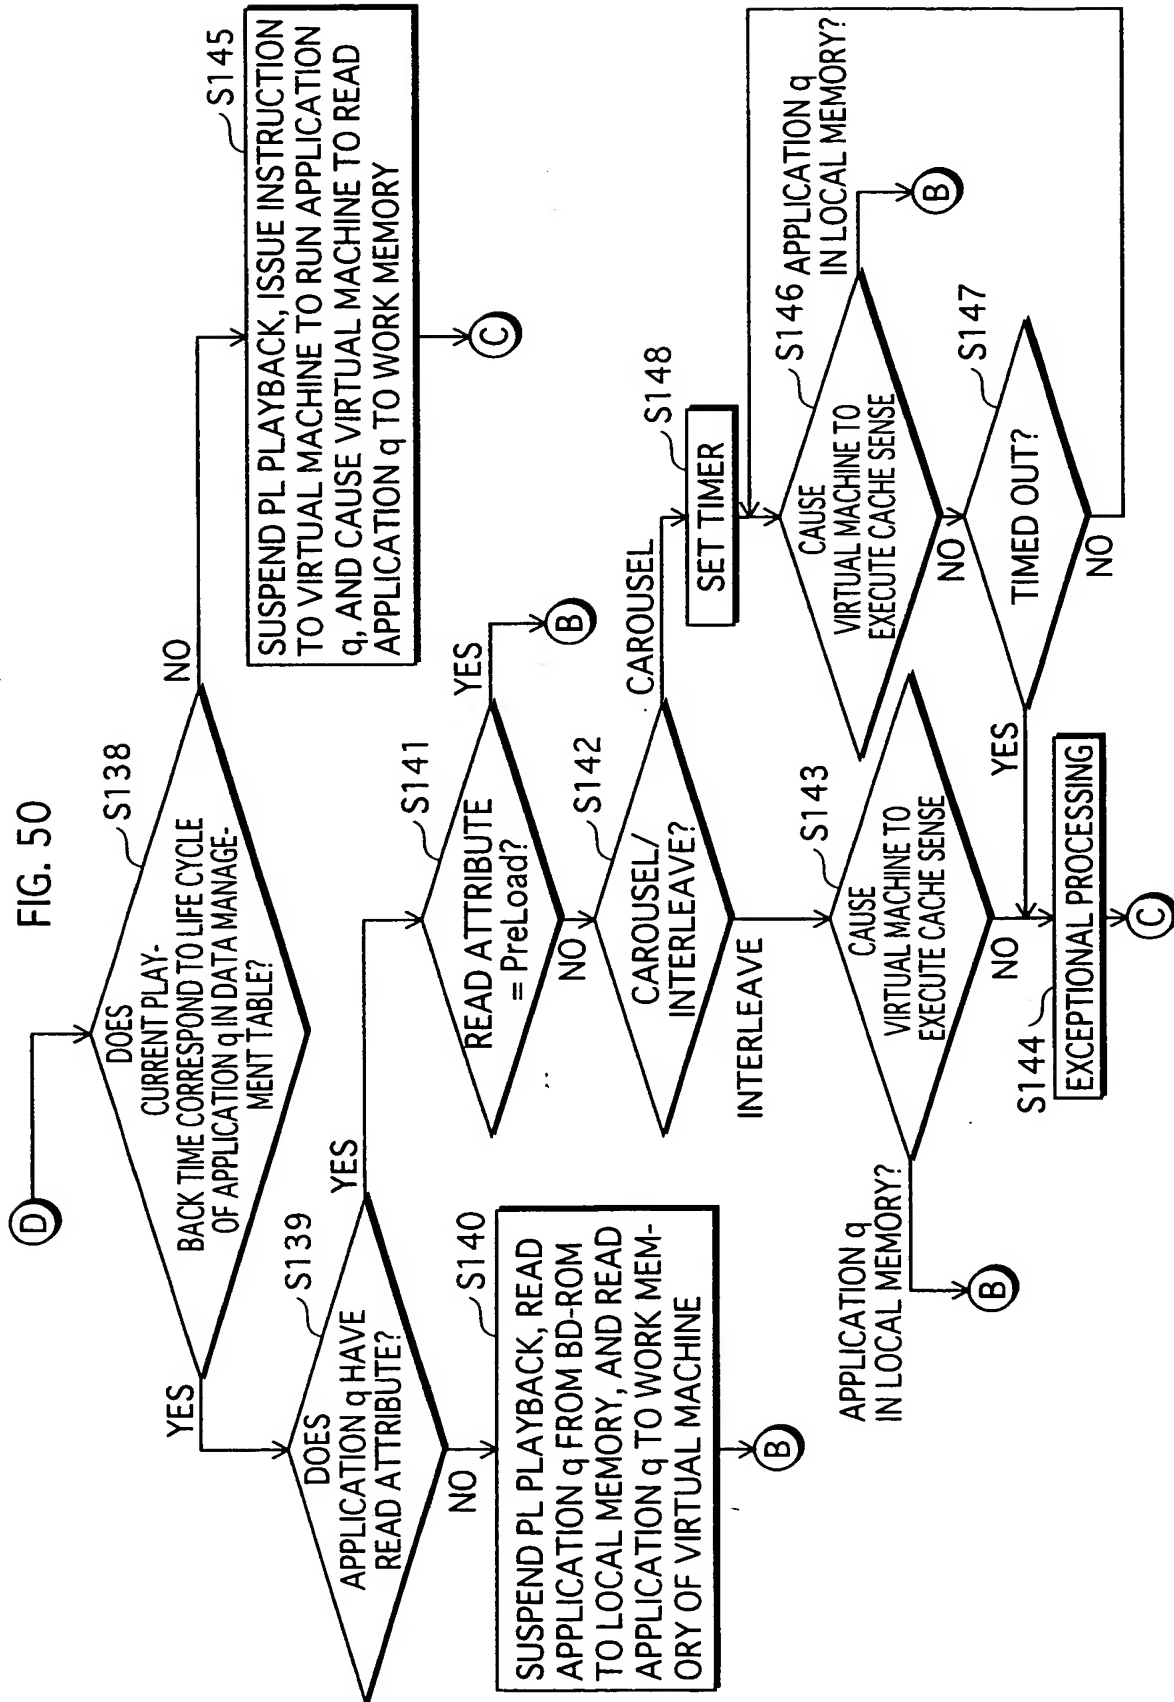 FIG. 50
D
S138
DOES
CURRENT PLAY-
BACK TIME CORRESPOND TO LIFE CYCLE
OF APPLICATION q IN DATA MANAGE-
MENT TABLE?
YES
NO
S145
SUSPEND PL PLAYBACK, ISSUE INSTRUCTION
TO VIRTUAL MACHINE TO RUN APPLICATION
q, AND CAUSE VIRTUAL MACHINE TO READ
APPLICATION q TO WORK MEMORY
C
S139
DOES
APPLICATION q HAVE
READ ATTRIBUTE?
YES
NO
S140
SUSPEND PL PLAYBACK, READ
APPLICATION q FROM BD-ROM
TO LOCAL MEMORY, AND READ
APPLICATION q TO WORK MEM-
ORY OF VIRTUAL MACHINE
B
S141
READ ATTRIBUTE
= PreLoad?
YES
B
NO
S142
CAROUSEL/
INTERLEAVE?
CAROUSEL
INTERLEAVE
S148
SET TIMER
S143
CAUSE
VIRTUAL MACHINE TO
EXECUTE CACHE SENSE
APPLICATION q
IN LOCAL MEMORY?
B
NO
S146
CAUSE
VIRTUAL MACHINE TO
EXECUTE CACHE SENSE
APPLICATION q
IN LOCAL MEMORY?
B
NO
S147
TIMED OUT?
YES
NO
S144
EXCEPTIONAL PROCESSING
C